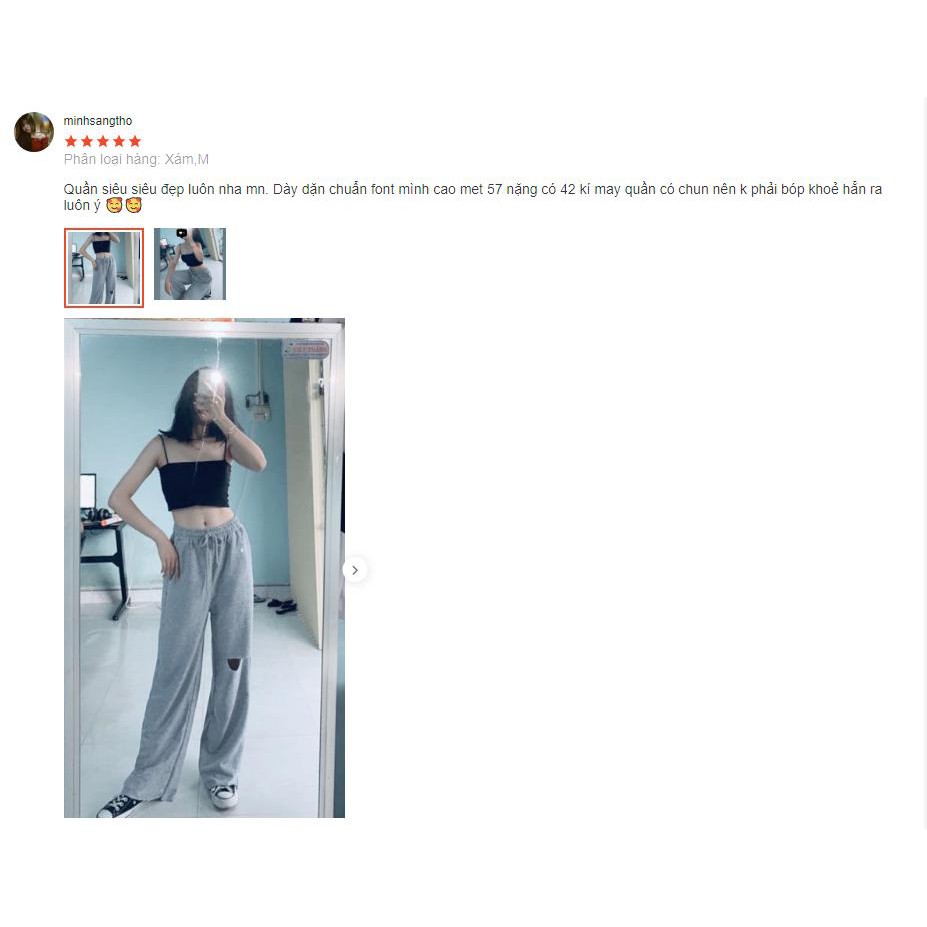 minhsangtho
Phân loại hàng: Xám,M
Quần siêu siêu đẹp luôn nha mn. Dày dặn chuẩn font mình cao met 57 nặng có 42 kí may quần có chun nên k phải bóp khoẻ hẳn ra
luôn ý 🥰🥰